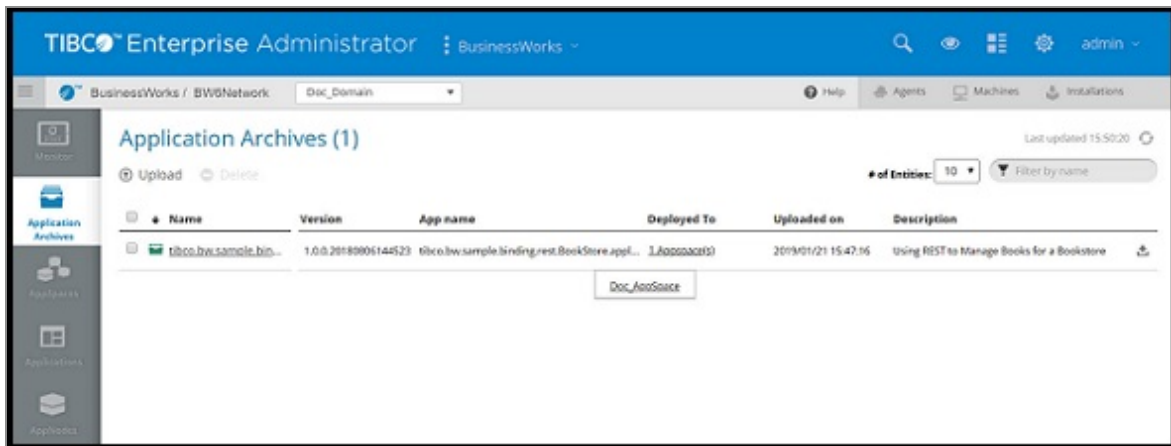 TIBCO™ Enterprise Administrator BusinessWorks admin
BusinessWorks / BW6Network Doc_Domain Help Agents Machines Installations
Monitor
Application Archives (1)
Last updated 15:50:20
Upload Delete
# of Entities: 10 Filter by name
Application Archives
Name Version App name Deployed To Uploaded on Description
tibco.bw.sample.bin... 1.0.0.20180806144523 tibco.bw.sample.binding.rest.BookStore.appl... 1 Appspace(s) 2019/01/21 15:47:16 Using REST to Manage Books for a Bookstore
Doc_AppSpace
AppSpaces
Applications
AppNodes